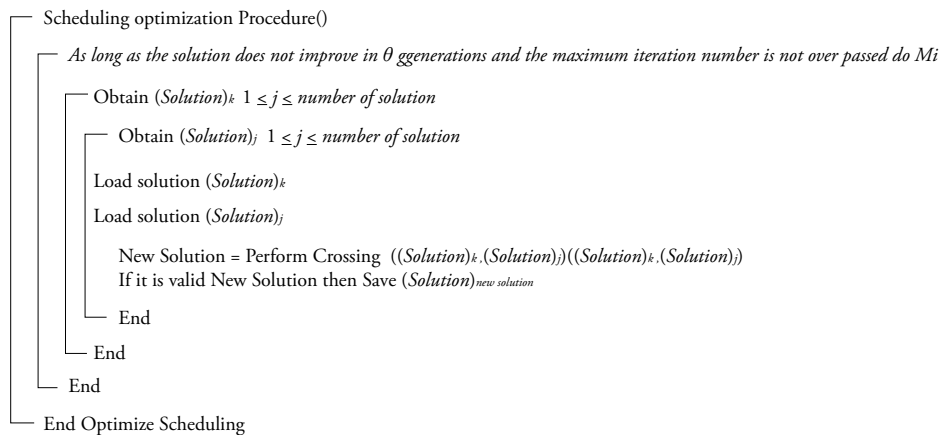 Scheduling optimization Procedure()
As long as the solution does not improve in θ ggenerations and the maximum iteration number is not over passed do Mi
Obtain (Solution)k 1 ≤ j ≤ number of solution
Obtain (Solution)j 1 ≤ j ≤ number of solution
Load solution (Solution)k
Load solution (Solution)j
New Solution = Perform Crossing ((Solution)k ,(Solution)j)((Solution)k ,(Solution)j)
If it is valid New Solution then Save (Solution)new solution
End
End
End
End Optimize Scheduling